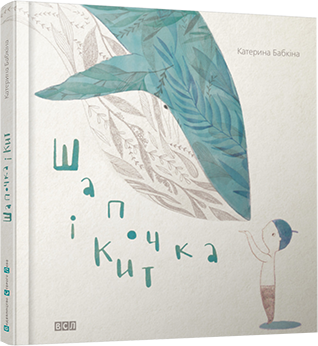 Катерина Бабкіна
Шапочка
і
Кит
ВСЛ
Катерина Бабкіна
Шапочка і Кит